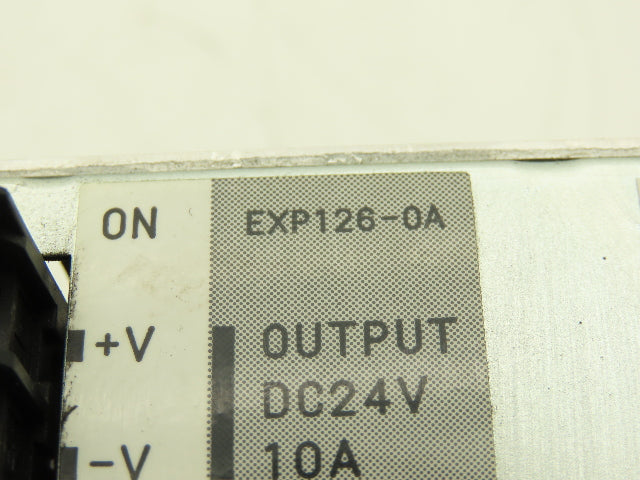 ON
EXP126-0A
+V
OUTPUT
DC24V
-V
10A